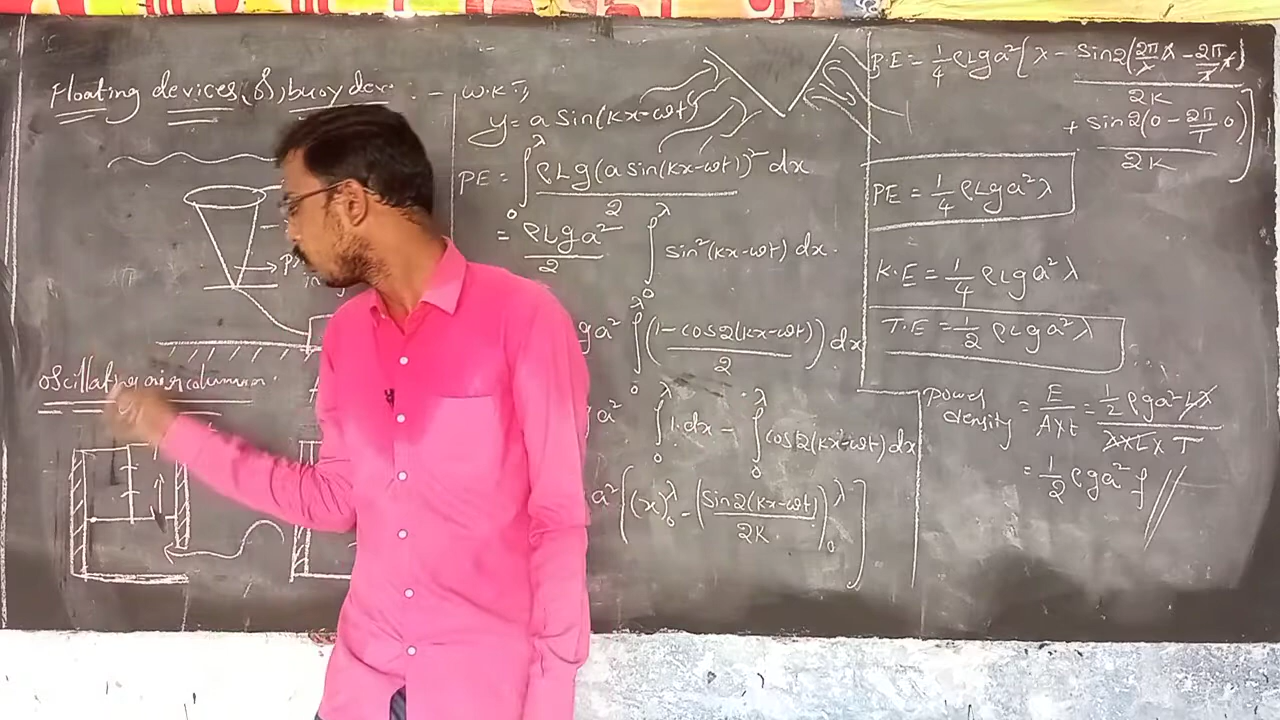 Floating devices (or) buoy dev : -
oscillating air column
W.K.T,
y = a sin(kx-ωt)
PE = ∫₀^λ ρLg(a sin(kx-ωt))² dx / 2
= ρLga²/2 ∫₀^λ sin²(kx-ωt) dx.
ga² ∫₀^λ ((1-cos2(kx-ωt))/2) dx
a² ∫₀^λ 1.dx - ∫₀^λ cos2(kx-ωt) dx
a² [(x)₀^λ - (sin2(kx-ωt)/2k)₀^λ]
P.E = 1/4 ρLga² [λ - sin2(2π/λ λ - 2π/T T)/2k
+ sin2(0 - 2π/T 0)/2k]
PE = 1/4 ρLga²λ
K.E = 1/4 ρLga²λ
T.E = 1/2 ρLga²λ
power density = E/(A×t) = 1/2 ρga²Lλ / (λ×L×T)
= 1/2 ρga² f //